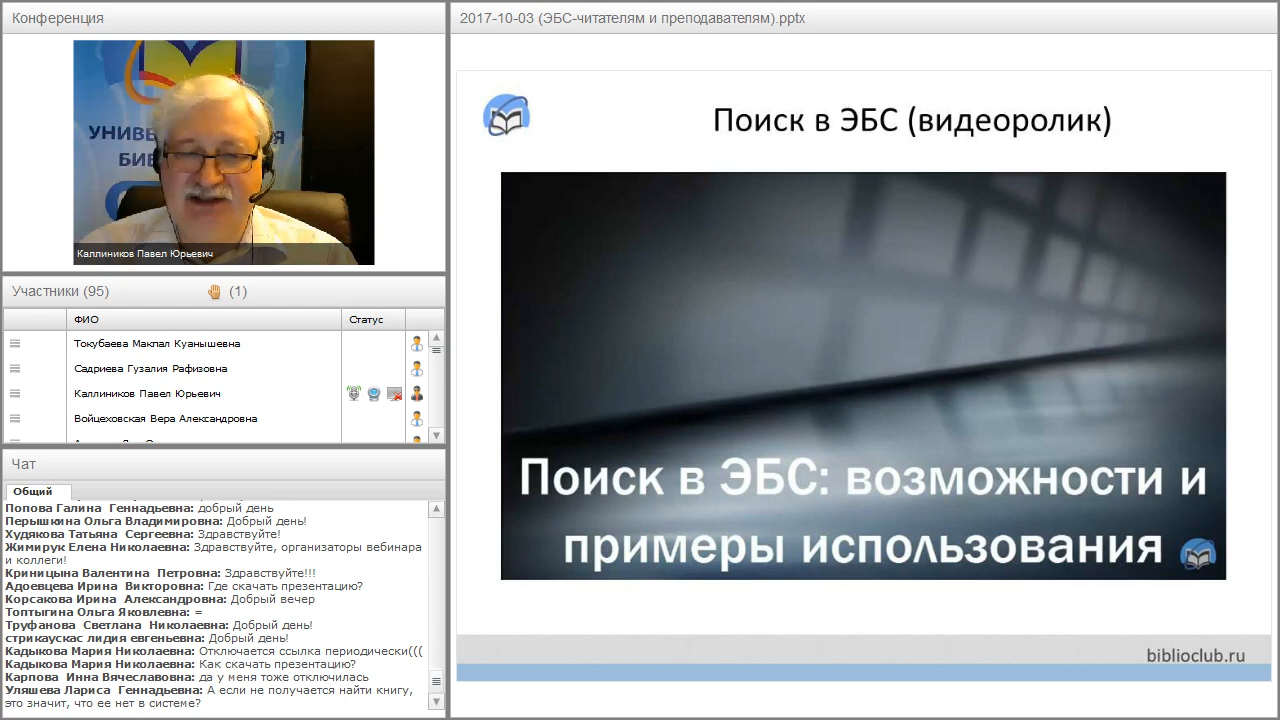 Конференция
УНИВЕ
АЯ
БИБ
Каллиников Павел Юрьевич
Участники (95)
(1)
ФИО
Статус
Токубаева Макпал Куанышевна
Садриева Гузалия Рафизовна
Каллиников Павел Юрьевич
Войцеховская Вера Александровна
Чат
Общий
Попова Галина Геннадьевна: добрый день
Перышкина Ольга Владимировна: Добрый день!
Худякова Татьяна Сергеевна: Здравствуйте!
Жимирук Елена Николаевна: Здравствуйте, организаторы вебинара
и коллеги!
Криницына Валентина Петровна: Здравствуйте!!!
Адоевцева Ирина Викторовна: Где скачать презентацию?
Корсакова Ирина Александровна: Добрый вечер
Топтыгина Ольга Яковлевна: =
Труфанова Светлана Николаевна: Добрый день!
стрикаускас лидия евгеньевна: Добрый день!
Кадыкова Мария Николаевна: Отключается ссылка периодически(((
Кадыкова Мария Николаевна: Как скачать презентацию?
Карпова Инна Вячеславовна: да у меня тоже отключилась
Уляшева Лариса Геннадьевна: А если не получается найти книгу,
это значит, что ее нет в системе?
2017-10-03 (ЭБС-читателям и преподавателям).pptx
Поиск в ЭБС (видеоролик)
Поиск в ЭБС: возможности и
примеры использования
biblioclub.ru